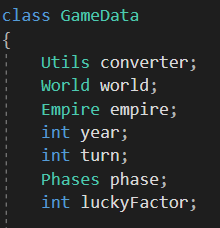 class GameData
{
Utils converter;
World world;
Empire empire;
int year;
int turn;
Phases phase;
int luckyFactor;